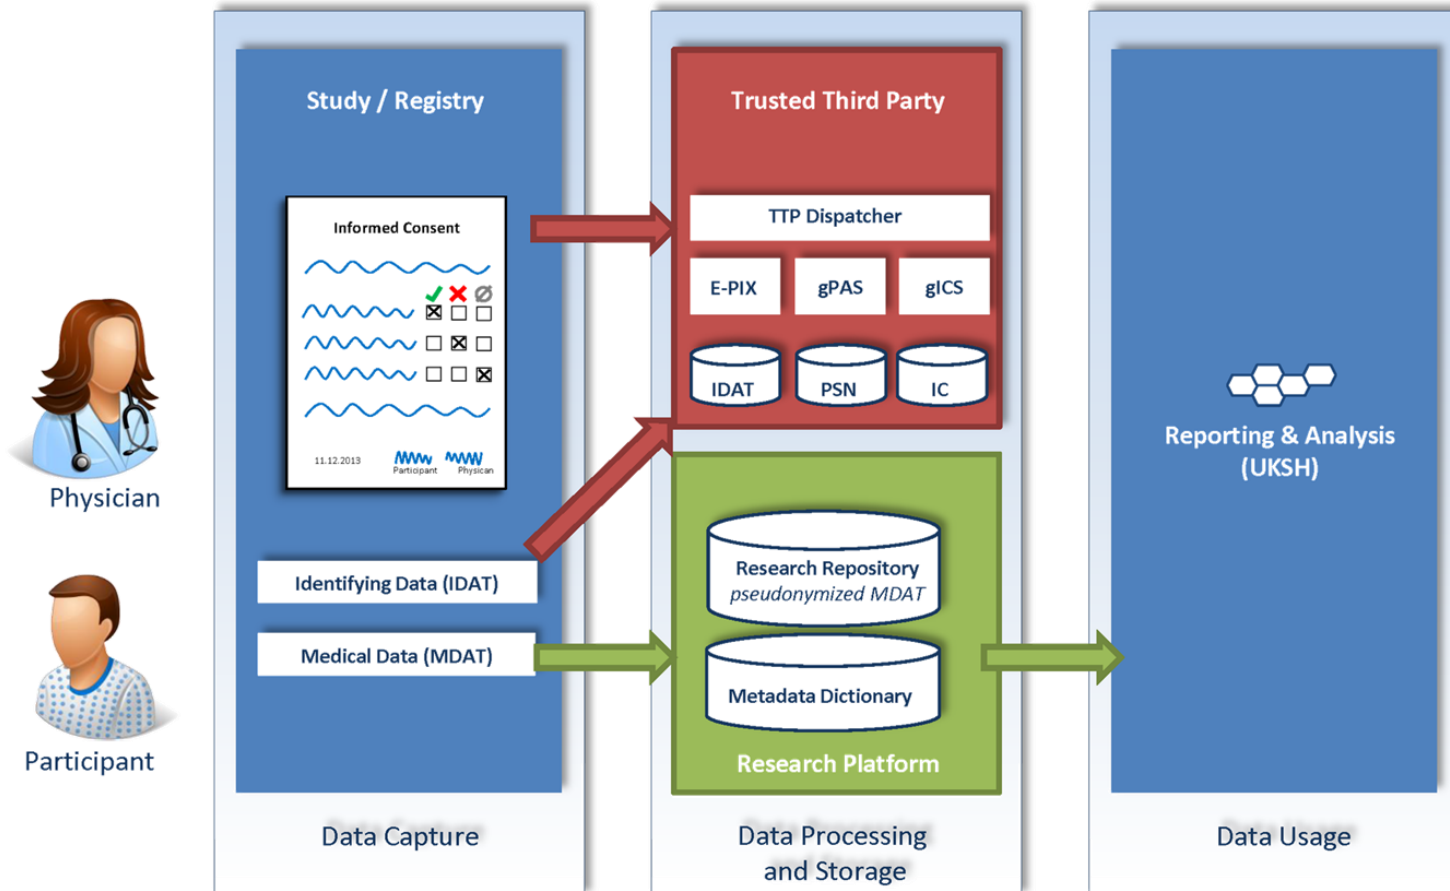 Physician
Participant
Study / Registry
Informed Consent
11.12.2013
Participant
Physican
Identifying Data (IDAT)
Medical Data (MDAT)
Data Capture
Trusted Third Party
TTP Dispatcher
E-PIX
gPAS
gICS
IDAT
PSN
IC
Research Repository
pseudonymized MDAT
Metadata Dictionary
Research Platform
Data Processing
and Storage
Reporting & Analysis
(UKSH)
Data Usage